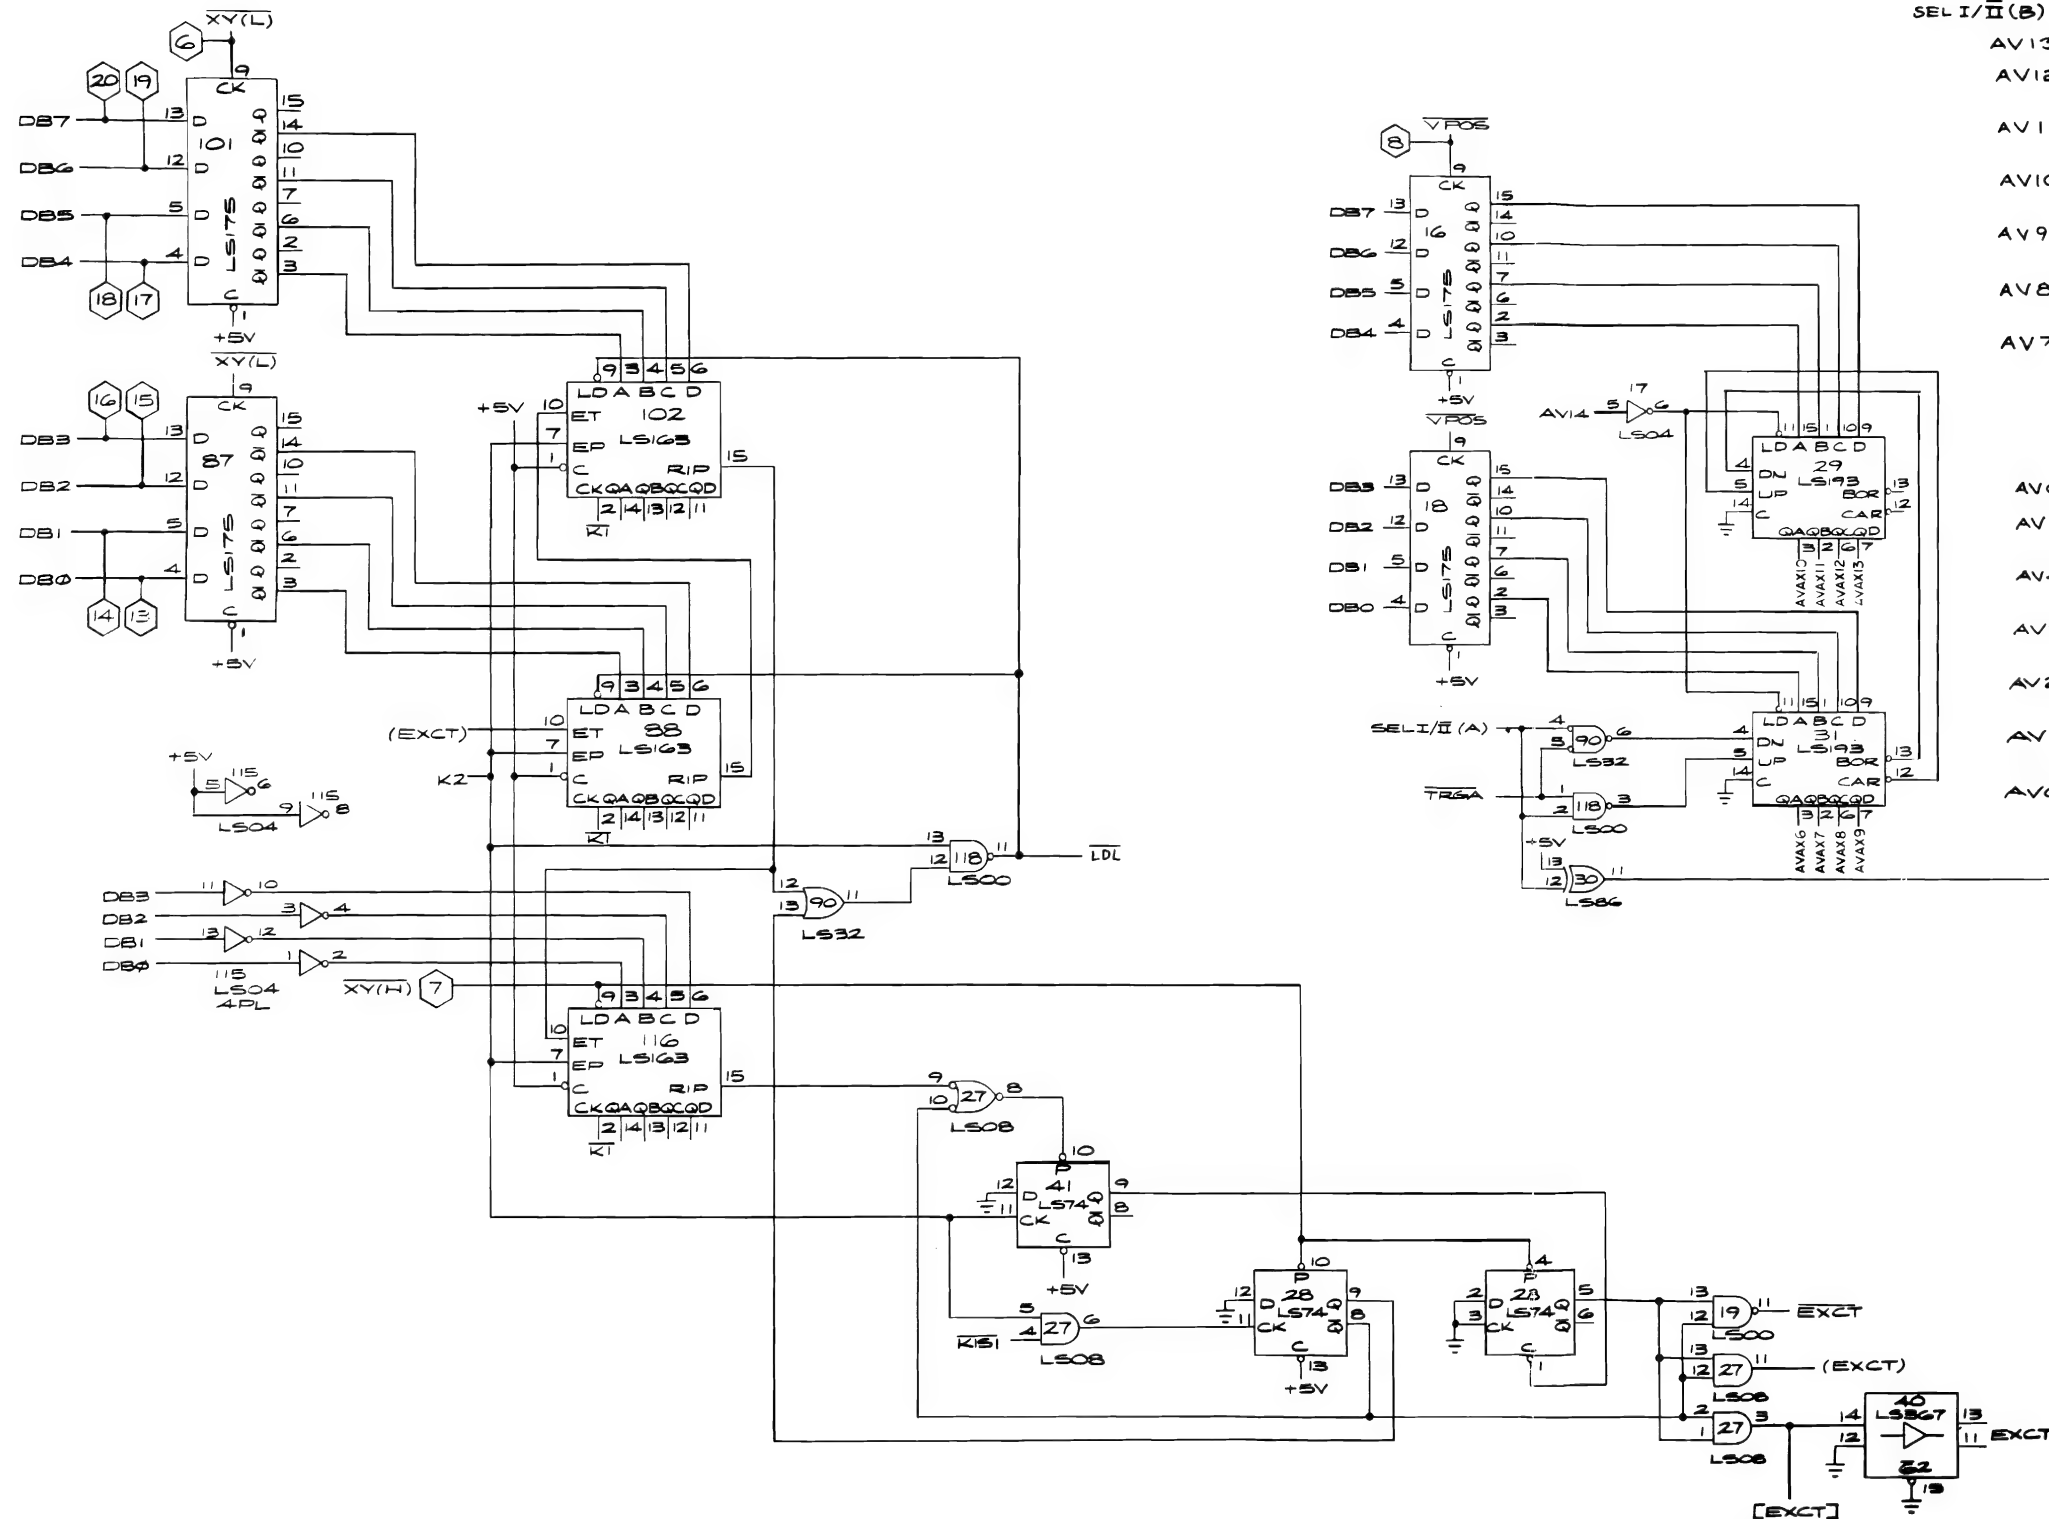 SEL I/I̅I̅ (B)
X̅Y̅(̅L̅)̅
6
9
CK
20
19
DB7
13
D
101
DB6
12
D
DB5
5
D
DB4
4
D
LS175
15
Q
14
Q̅
10
Q
11
Q̅
7
Q
6
Q̅
2
Q
3
Q̅
18
17
C
1
+5V
X̅Y̅(̅L̅)̅
9
CK
16
15
DB3
13
D
87
DB2
12
D
DB1
5
D
DB0
4
D
LS175
15
Q
14
Q̅
10
Q
11
Q̅
7
Q
6
Q̅
2
Q
3
Q̅
14
13
C
1
+5V
+5V
9 3 4 5 6
LD A B C D
10 ET 102
7 EP LS163
1 C RIP 15
CK QA QB QC QD
2 14 13 12 11
K̅1̅
9 3 4 5 6
LD A B C D
(EXCT) 10 ET 88
7 EP LS163
K2
1 C RIP 15
CK QA QB QC QD
2 14 13 12 11
K̅1̅
+5V
115
5 6
115
9 8
LS04
13
12 118 11 L̅D̅L̅
LS00
12
13 90 11
LS32
DB3 11 10
DB2 3 4
DB1 13 12
DB0 1 2
115
LS04
4PL
X̅Y̅(̅H̅)̅ 7
9 3 4 5 6
LD A B C D
10 ET 116
7 EP LS163
1 C RIP 15
CK QA QB QC QD
2 14 13 12 11
K̅1̅
9
10 27 8
LS08
10
P
12 D 41 Q 9
LS74
11 CK Q̅ 8
C
13
+5V
5
K̅1̅S̅1̅ 4 27 6
LS08
10
P
12 D 28 Q 9
LS74
11 CK Q̅ 8
C
13
+5V
4
P
2 D Q 5
LS74
3 CK Q̅ 6
C
1
13
12 19 11 E̅X̅C̅T̅
LS00
13
12 27 11 (EXCT)
LS08
2
1 27 3
LS08
40
LS367
14 13
12 11 EXCT
G̅2̅
15
[EXCT]
V̅P̅O̅S̅
8
9
CK
DB7 13 D
16
DB6 12 D
DB5 5 D
DB4 4 D
LS175
15
Q
14
Q̅
10
Q
11
Q̅
7
Q
6
Q̅
2
Q
3
Q̅
C
1
+5V
V̅P̅O̅S̅
9
CK
DB3 13 D
18
DB2 12 D
DB1 5 D
DB0 4 D
LS175
15
Q
14
Q̅
10
Q
11
Q̅
7
Q
6
Q̅
2
Q
3
Q̅
C
1
+5V
17
AV14 5 6
LS04
11 15 1 10 9
LD A B C D
4 DN 29
5 UP LS193
BOR 13
14 C CAR 12
QA QB QC QD
3 2 6 7
AVAX10
AVAX11
AVAX12
AVAX13
SEL I/I̅I̅ (A) 4
5 90 6
LS32
T̅R̅G̅A̅ 1
2 118 3
LS00
+5V
13
12 30 11
LS86
11 15 1 10 9
LD A B C D
4 DN 31
5 UP LS193
BOR 13
14 C CAR 12
QA QB QC QD
3 2 6 7
AVAX6
AVAX7
AVAX8
AVAX9
AV13
AV12
AV1
AV10
AV9
AV8
AV7
AV
AV
AV
AV2
AV